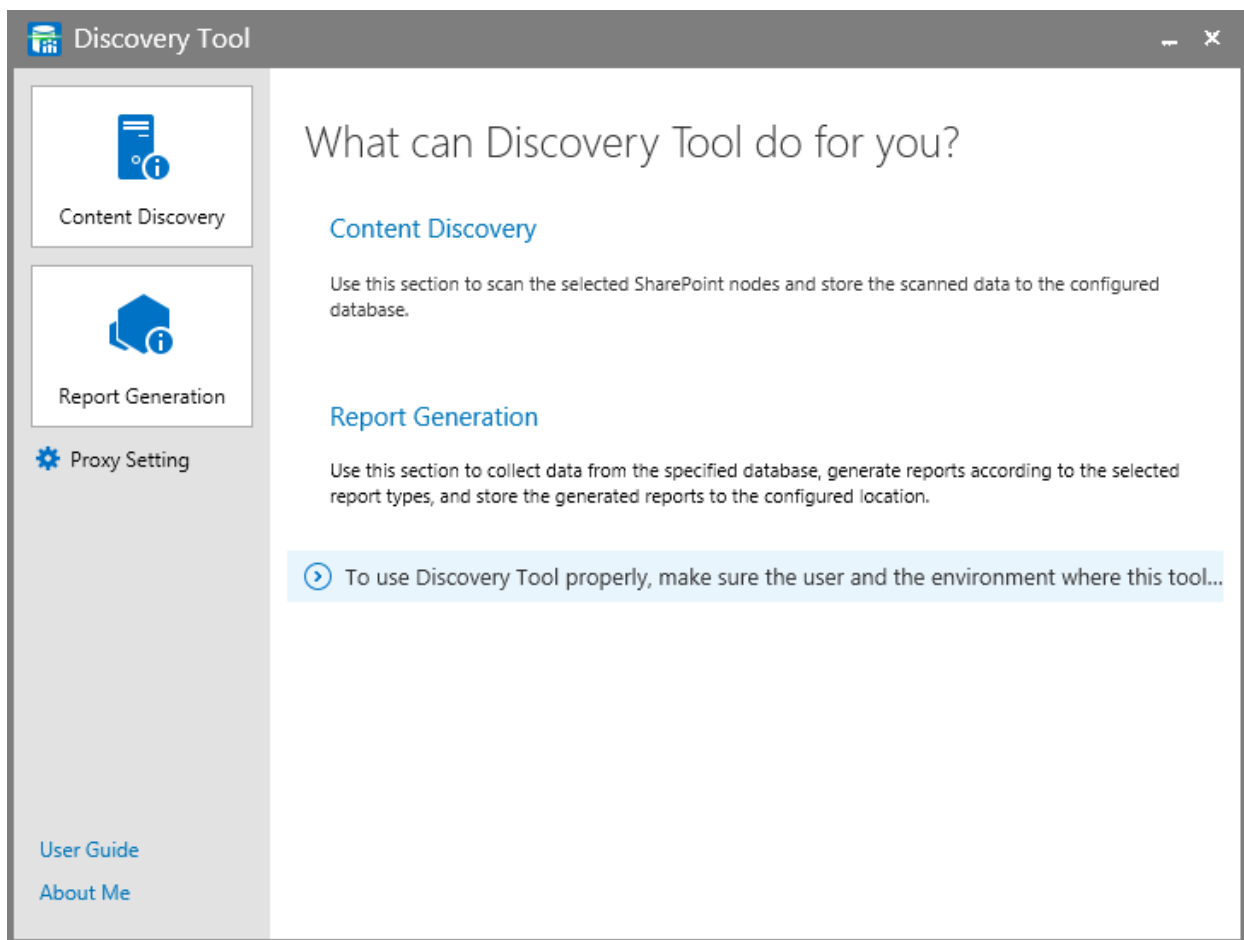 Discovery Tool
Content Discovery
Report Generation
Proxy Setting
User Guide
About Me
What can Discovery Tool do for you?
Content Discovery
Use this section to scan the selected SharePoint nodes and store the scanned data to the configured
database.
Report Generation
Use this section to collect data from the specified database, generate reports according to the selected
report types, and store the generated reports to the configured location.
To use Discovery Tool properly, make sure the user and the environment where this tool...